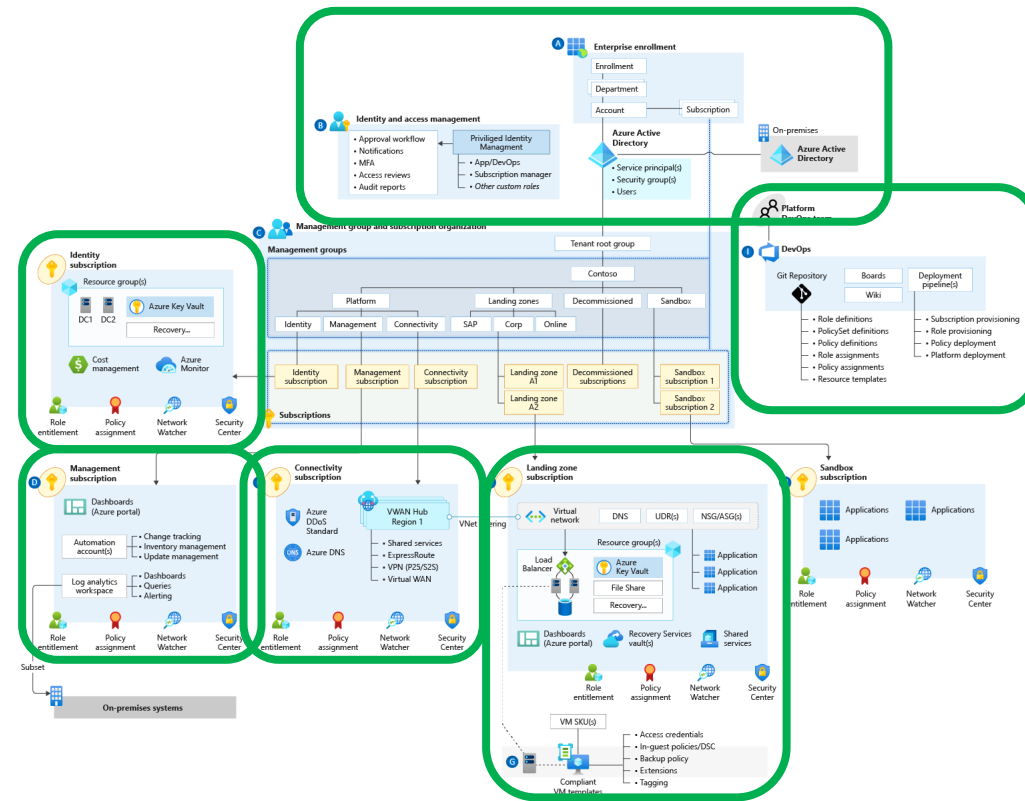 A
Enterprise enrollment
Enrollment
Department
Account
Subscription
B
Identity and access management
• Approval workflow
• Notifications
• MFA
• Access reviews
• Audit reports
Priviliged Identity
Managment
• App/DevOps
• Subscription manager
• Other custom roles
Azure Active
Directory
• Service principal(s)
• Security group(s)
• Users
On-premises
Azure Active
Directory
C
Management group and subscription organization
Management groups
Tenant root group
Contoso
Platform
Landing zones
Decommissioned
Sandbox
Identity
Management
Connectivity
SAP
Corp
Online
Identity
subscription
Management
subscription
Connectivity
subscription
Landing zone
A1
Landing zone
A2
Decommissioned
subscriptions
Sandbox
subscription 1
Sandbox
subscription 2
Subscriptions
Platform
DevOps team
I
DevOps
Git Repository
Boards
Wiki
Deployment
pipeline(s)
• Role definitions
• PolicySet definitions
• Policy definitions
• Role assignments
• Policy assignments
• Resource templates
• Subscription provisioning
• Role provisioning
• Policy deployment
• Platform deployment
Identity
subscription
Resource group(s)
DC1
DC2
Azure Key Vault
Recovery...
Cost
management
Azure
Monitor
Role
entitlement
Policy
assignment
Network
Watcher
Security
Center
D
Management
subscription
Dashboards
(Azure portal)
Automation
account(s)
• Change tracking
• Inventory management
• Update management
Log analytics
workspace
• Dashboards
• Queries
• Alerting
Role
entitlement
Policy
assignment
Network
Watcher
Security
Center
Subset
On-premises systems
Connectivity
subscription
Azure
DDoS
Standard
DNS
Azure DNS
VWAN Hub
Region 1
• Shared services
• ExpressRoute
• VPN (P2S/S2S)
• Virtual WAN
Role
entitlement
Policy
assignment
Network
Watcher
Security
Center
VNet peering
Landing zone
subscription
Virtual
network
DNS
UDR(s)
NSG/ASG(s)
Resource group(s)
Load
Balancer
Azure
Key Vault
File Share
Recovery...
Application
Application
Application
Dashboards
(Azure portal)
Recovery Services
vault(s)
Shared
services
Role
entitlement
Policy
assignment
Network
Watcher
Security
Center
VM SKU(s)
G
Compliant
VM templates
• Access credentials
• In-guest policies/DSC
• Backup policy
• Extensions
• Tagging
Sandbox
subscription
Applications
Applications
Applications
Role
entitlement
Policy
assignment
Network
Watcher
Security
Center